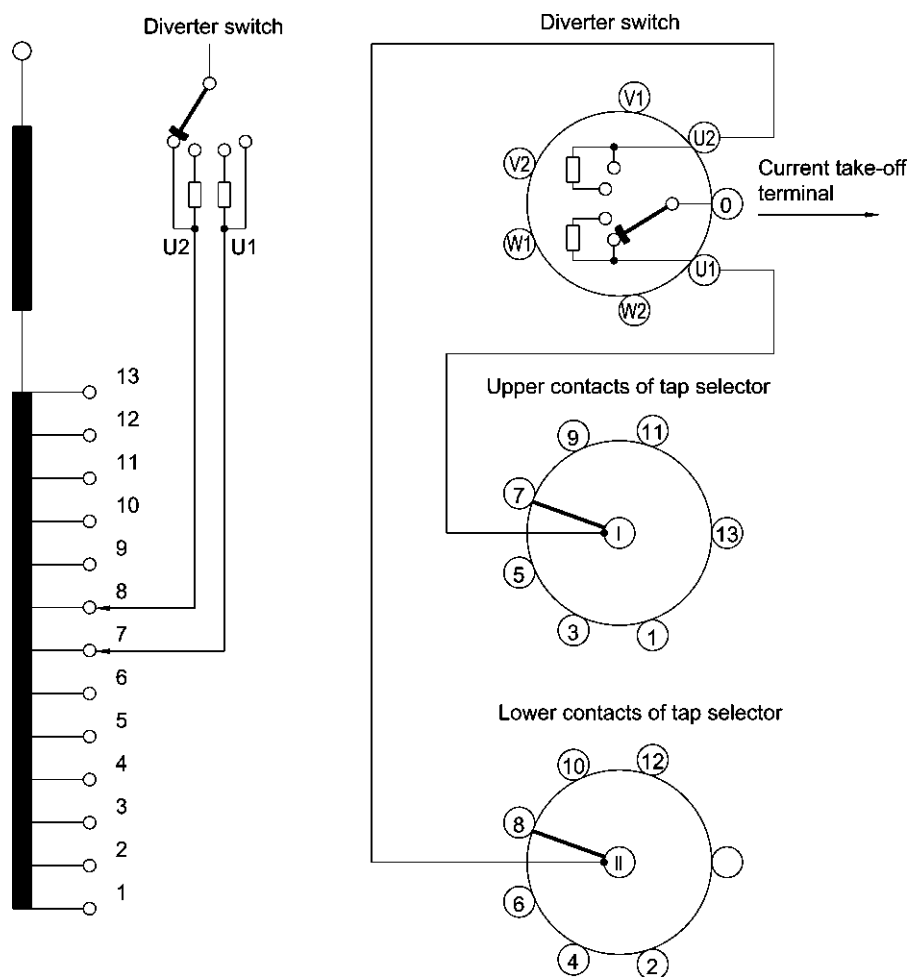 Diverter switch
U2 U1
13
12
11
10
9
8
7
6
5
4
3
2
1
Diverter switch
V1
U2
V2
0
W1
U1
W2
Current take-off
terminal
Upper contacts of tap selector
9 11
7
I
13
5
3 1
Lower contacts of tap selector
10 12
8
II
6
4 2